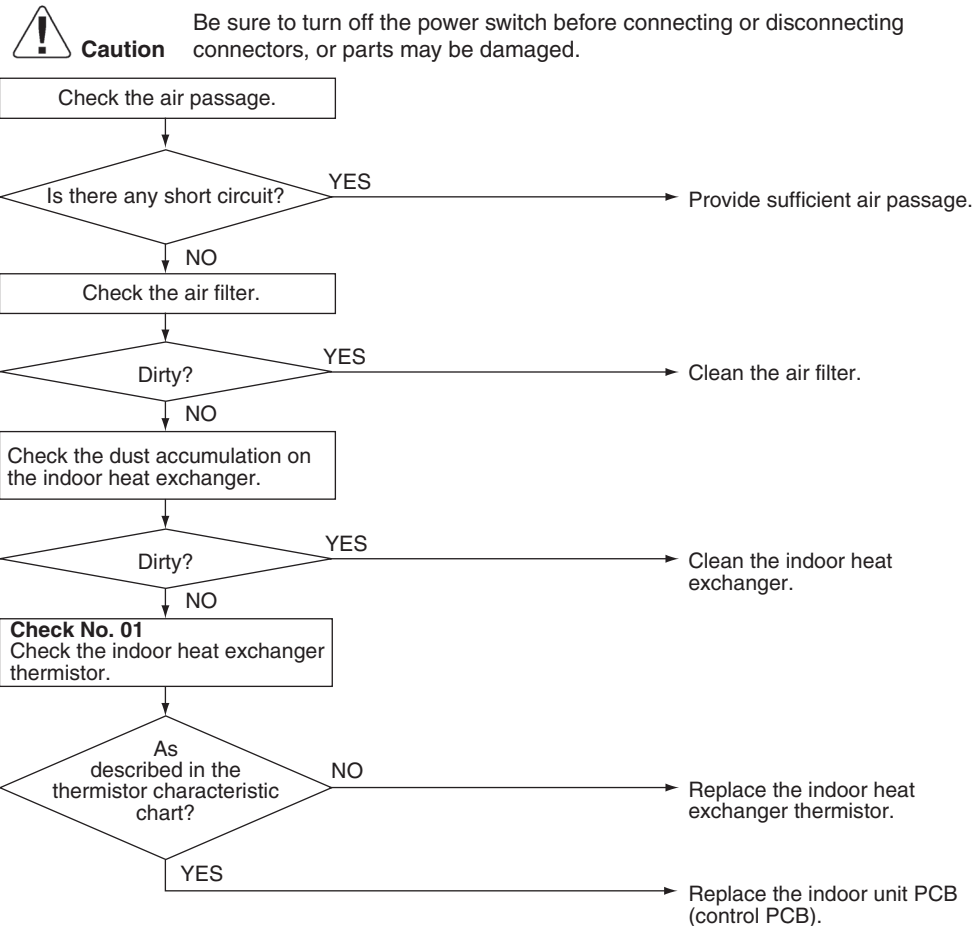 Be sure to turn off the power switch before connecting or disconnecting
Caution connectors, or parts may be damaged.
Check the air passage.
Is there any short circuit?
YES
Provide sufficient air passage.
NO
Check the air filter.
Dirty?
YES
Clean the air filter.
NO
Check the dust accumulation on
the indoor heat exchanger.
Dirty?
YES
Clean the indoor heat
exchanger.
NO
Check No. 01
Check the indoor heat exchanger
thermistor.
As
described in the
thermistor characteristic
chart?
NO
Replace the indoor heat
exchanger thermistor.
YES
Replace the indoor unit PCB
(control PCB).